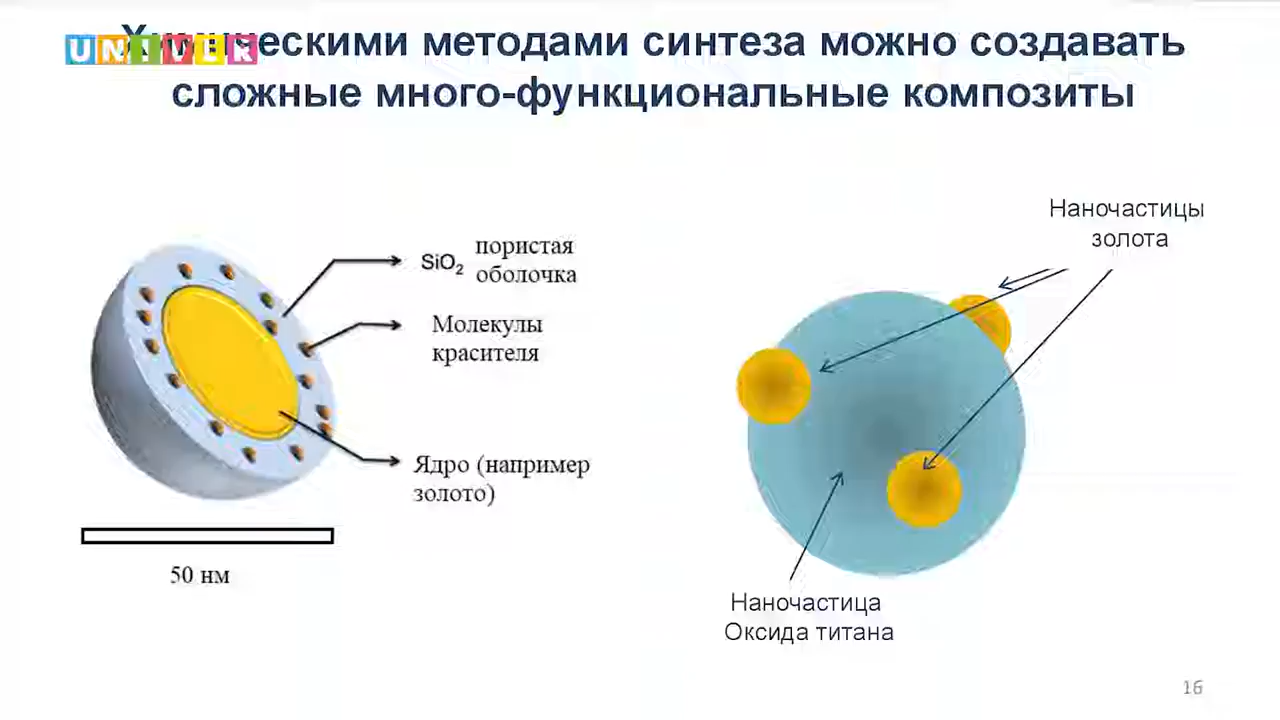 UNIVER
Химическими методами синтеза можно создавать
сложные много-функциональные композиты
Наночастицы
золота
SiO2 пористая
оболочка
Молекулы
красителя
Ядро (например
золото)
50 нм
Наночастица
Оксида титана
16